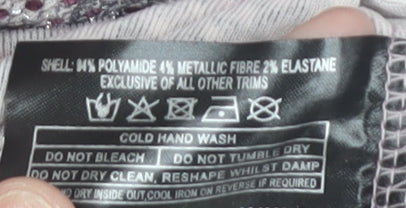 SHELL: 94% POLYAMIDE 4% METALLIC FIBRE 2% ELASTANE
EXCLUSIVE OF ALL OTHER TRIMS
COLD HAND WASH
DO NOT BLEACH DO NOT TUMBLE DRY
DO NOT DRY CLEAN, RESHAPE WHILST DAMP
AND DRY INSIDE OUT, COOL IRON ON REVERSE IF REQUIRED